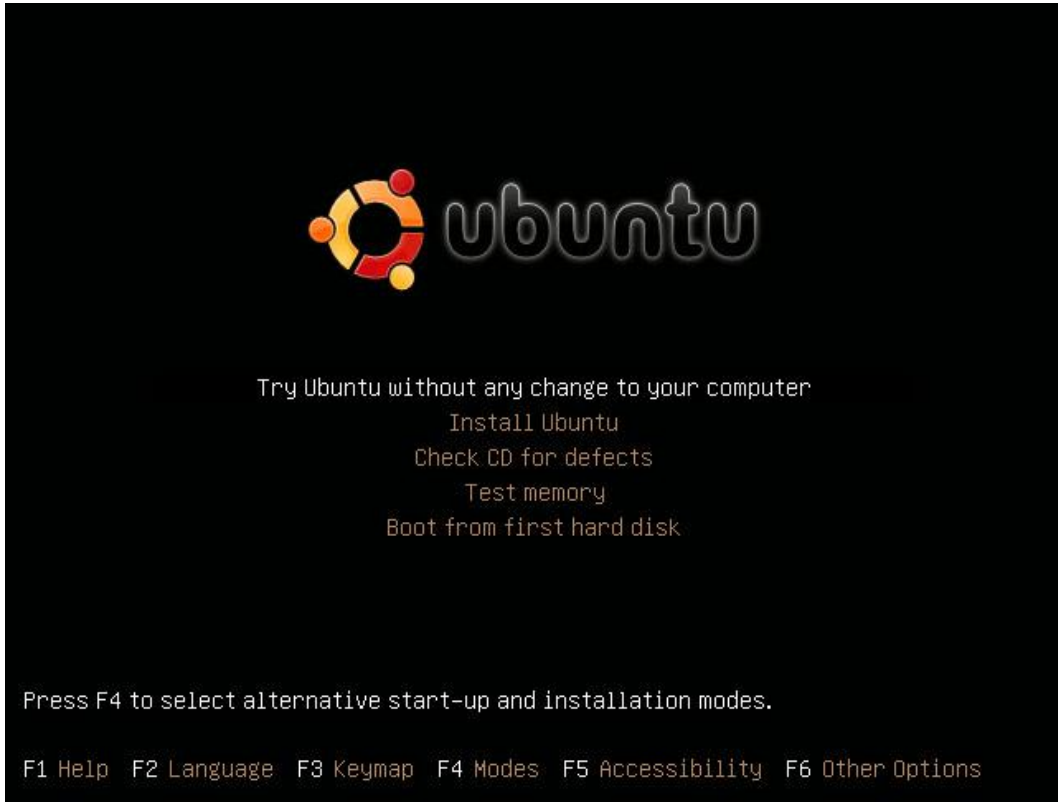 ubuntu
Try Ubuntu without any change to your computer
Install Ubuntu
Check CD for defects
Test memory
Boot from first hard disk
Press F4 to select alternative start-up and installation modes.
F1 Help F2 Language F3 Keymap F4 Modes F5 Accessibility F6 Other Options